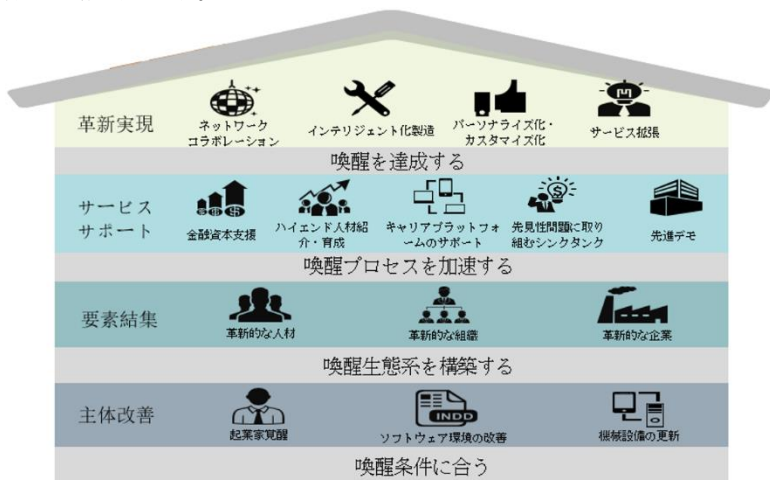 革新実現
ネットワーク
コラボレーション
インテリジェント化製造
パーソナライズ化・
カスタマイズ化
サービス拡張
喚醒を達成する
サービス
サポート
金融資本支援
ハイエンド人材紹
介・育成
キャリアプラットフォ
ームのサポート
先見性問題に取り
組むシンクタンク
先進デモ
喚醒プロセスを加速する
要素結集
革新的な人材
革新的な組織
革新的な企業
喚醒生態系を構築する
主体改善
起業家覚醒
INDD
ソフトウェア環境の改善
機械設備の更新
喚醒条件に合う